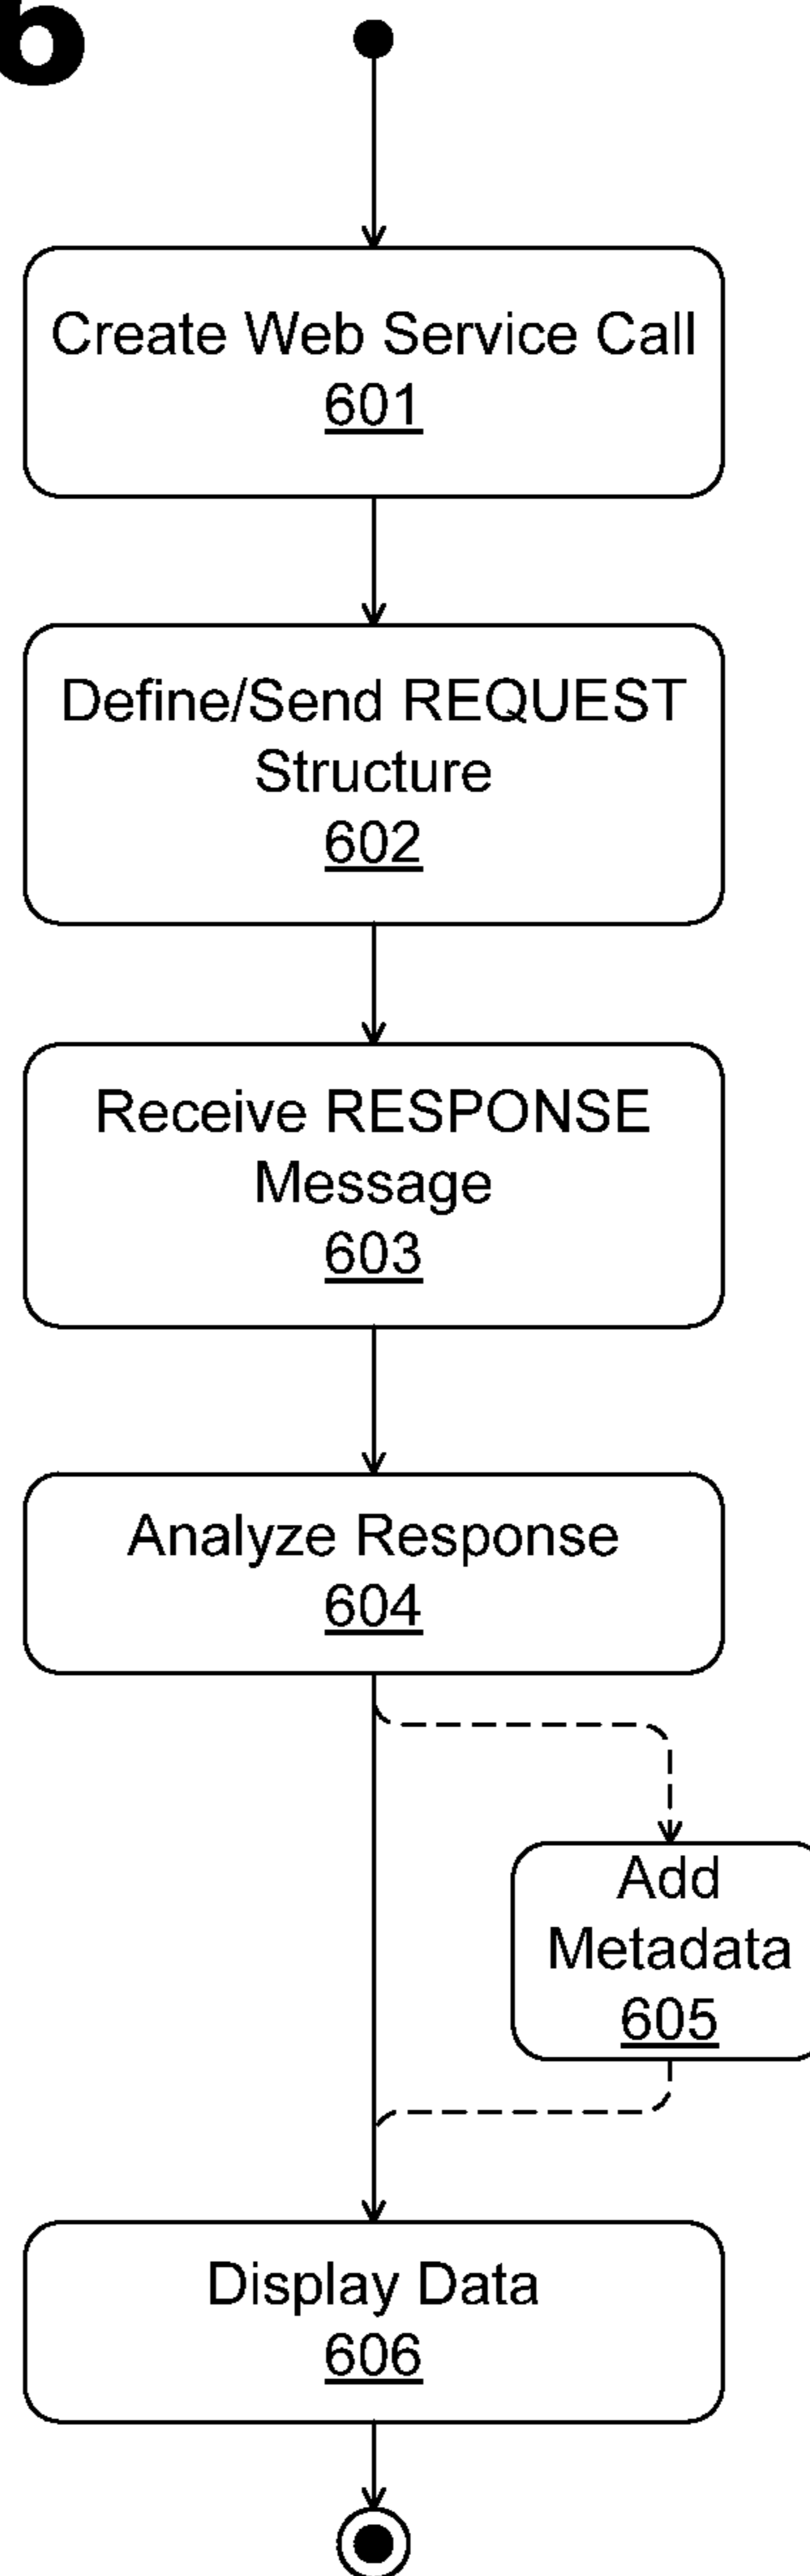 6
Create Web Service Call
601
Define/Send REQUEST
Structure
602
Receive RESPONSE
Message
603
Analyze Response
604
Add
Metadata
605
Display Data
606